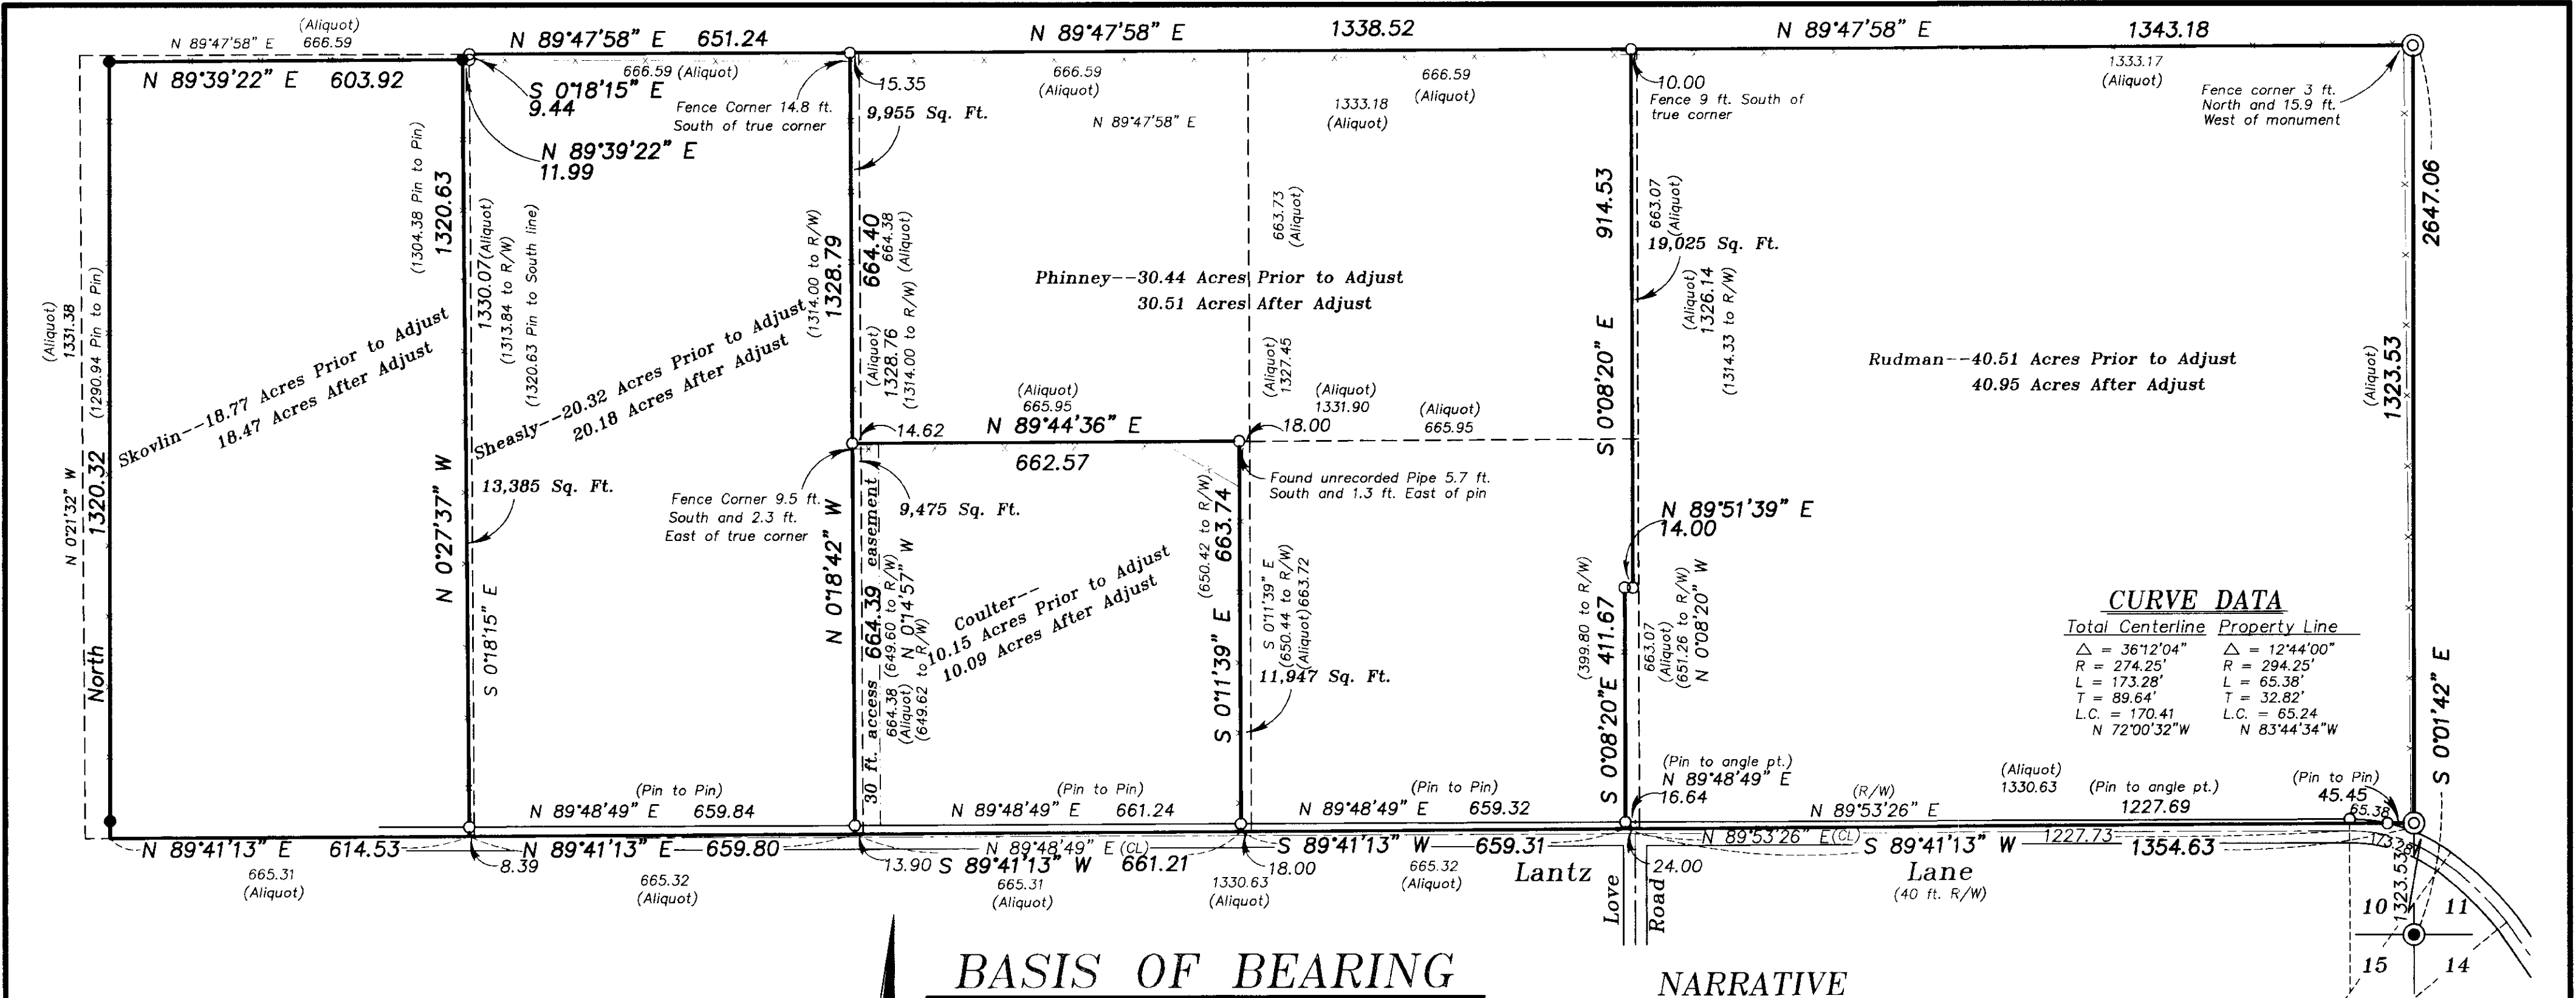 N 89°47'58" E
(Aliquot)
666.59
N 89°47'58" E 651.24
N 89°47'58" E 1338.52
N 89°47'58" E 1343.18
N 89°39'22" E 603.92
S 0°18'15" E
9.44
666.59 (Aliquot)
N 89°39'22" E
11.99
Fence Corner 14.8 ft.
South of true corner
15.35
9,955 Sq. Ft.
666.59
(Aliquot)
N 89°47'58" E
1333.18
(Aliquot)
666.59
(Aliquot)
10.00
Fence 9 ft. South of
true corner
1333.17
(Aliquot)
Fence corner 3 ft.
North and 15.9 ft.
West of monument
(Aliquot)
1331.38
N 0°21'32" W
(1290.94 Pin to Pin)
1320.32
North
Skovlin--18.77 Acres Prior to Adjust
18.47 Acres After Adjust
(1304.38 Pin to Pin)
1320.63
N 0°27'37" W
1330.07(Aliquot)
(1313.84 to R/W)
(1320.63 Pin to South line)
S 0°18'15" E
13,385 Sq. Ft.
Sheasly--20.32 Acres Prior to Adjust
20.18 Acres After Adjust
(1314.00 to R/W)
1328.79
N 0°18'42" W
664.40
664.38
(Aliquot)
(Aliquot)
1328.76
(1314.00 to R/W)
14.62
Fence Corner 9.5 ft.
South and 2.3 ft.
East of true corner
9,475 Sq. Ft.
30 ft. access easement
664.39
(649.60 to R/W)
N 0°14'57" W
664.38
(Aliquot)
(649.62 to R/W)
Phinney--30.44 Acres Prior to Adjust
30.51 Acres After Adjust
663.73
(Aliquot)
(Aliquot)
1327.45
(Aliquot)
665.95
N 89°44'36" E
662.57
(Aliquot)
1331.90
(Aliquot)
665.95
18.00
Found unrecorded Pipe 5.7 ft.
South and 1.3 ft. East of pin
Coulter--
10.15 Acres Prior to Adjust
10.09 Acres After Adjust
(650.42 to R/W)
663.74
S 0°11'39" E
S 0°11'39" E
(650.44 to R/W)
(Aliquot) 663.72
11,947 Sq. Ft.
914.53
S 0°08'20" E
663.07
(Aliquot)
19,025 Sq. Ft.
(Aliquot)
1326.14
(1314.33 to R/W)
N 89°51'39" E
14.00
(399.80 to R/W)
S 0°08'20"E 411.67
663.07
(Aliquot)
(651.26 to R/W)
N 0°08'20" W
Rudman--40.51 Acres Prior to Adjust
40.95 Acres After Adjust
2647.06
(Aliquot)
1323.53
S 0°01'42" E
CURVE DATA
Total Centerline Property Line
△ = 36°12'04" △ = 12°44'00"
R = 274.25' R = 294.25'
L = 173.28' L = 65.38'
T = 89.64' T = 32.82'
L.C. = 170.41 L.C. = 65.24
N 72°00'32"W N 83°44'34"W
(Pin to Pin)
N 89°48'49" E 659.84
(Pin to Pin)
N 89°48'49" E 661.24
(Pin to Pin)
N 89°48'49" E 659.32
(Pin to angle pt.)
N 89°48'49" E
16.64
(R/W)
N 89°53'26" E
(Aliquot)
1330.63
(Pin to angle pt.)
1227.69
(Pin to Pin)
45.45
65.38
N 89°41'13" E 614.53
665.31
(Aliquot)
8.39
N 89°41'13" E 659.80
665.32
(Aliquot)
13.90
N 89°48'49" E (CL)
S 89°41'13" W 661.21
665.31
(Aliquot)
1330.63
(Aliquot)
18.00
S 89°41'13" W 659.31
665.32
(Aliquot)
Lantz
Love
Road
24.00
N 89°53'26" E(CL)
S 89°41'13" W
1227.73
1354.63
173.28
Lane
(40 ft. R/W)
1323.53
10 11
15 14
BASIS OF BEARING
NARRATIVE